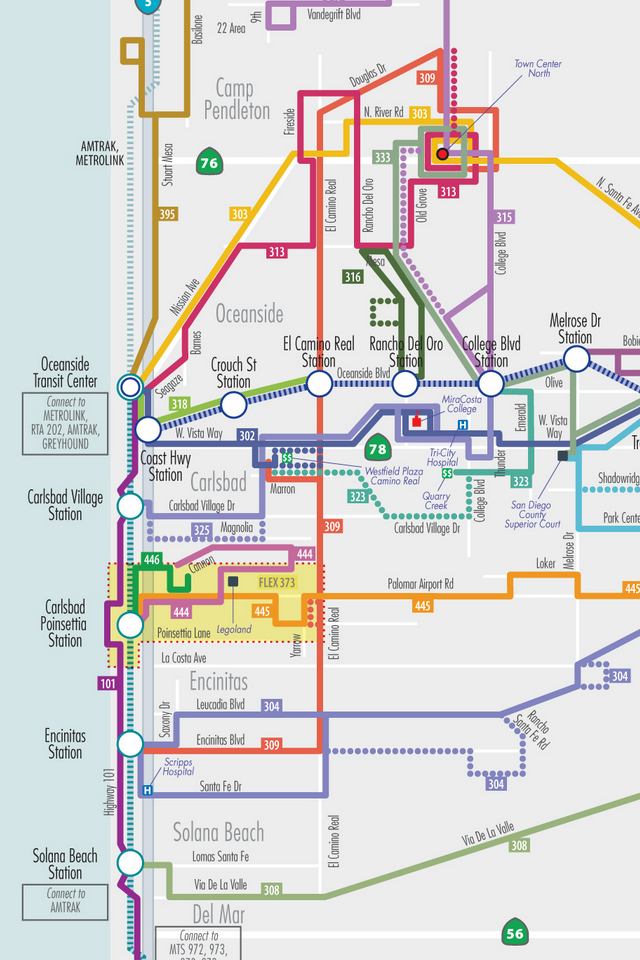 5
Basilone
9th
Vandegrift Blvd
22 Area
Camp
Pendleton
Douglas Dr
309
Town Center
North
Fireside
N. River Rd
303
AMTRAK,
METROLINK
76
Stuart Mesa
333
El Camino Real
Rancho Del Oro
Old Grove
313
N. Santa Fe Ave
395
303
315
College Blvd
313
Mesa
316
Mission Ave
Oceanside
Barnes
El Camino Real
Station
Rancho Del Oro
Station
College Blvd
Station
Melrose Dr
Station
Bobie
Oceanside
Transit Center
Crouch St
Station
Oceanside Blvd
Seagaze
318
Olive
Connect to
METROLINK,
RTA 202, AMTRAK,
GREYHOUND
W. Vista Way
302
MiraCosta
College
Emerald
W. Vista
Way
H
78
Tri-City
Hospital
Coast Hwy
Station
$$
Westfield Plaza
Camino Real
Thunder
Tr
Carlsbad
Marron
323
$$
Quarry
Creek
College Blvd
323
San Diego
County
Superior Court
Shadowridg
Carlsbad Village
Station
Carlsbad Village Dr
325
Magnolia
309
Carlsbad Village Dr
Park Cente
Melrose Dr
446
Cannon
444
Loker
FLEX 373
Palomar Airport Rd
445
444
445
445
Carlsbad
Poinsettia
Station
Legoland
Poinsettia Lane
Yarrow
El Camino Real
La Costa Ave
101
Encinitas
304
Saxony Dr
Leucadia Blvd
304
Rancho
Santa Fe Rd
Encinitas
Station
Encinitas Blvd
309
Scripps
Hospital
H
304
Santa Fe Dr
Highway 101
Solana Beach
El Camino Real
Via De La Valle
308
Solana Beach
Station
Lomas Santa Fe
Via De La Valle
308
Connect to
AMTRAK
Del Mar
56
Connect to
MTS 972, 973,